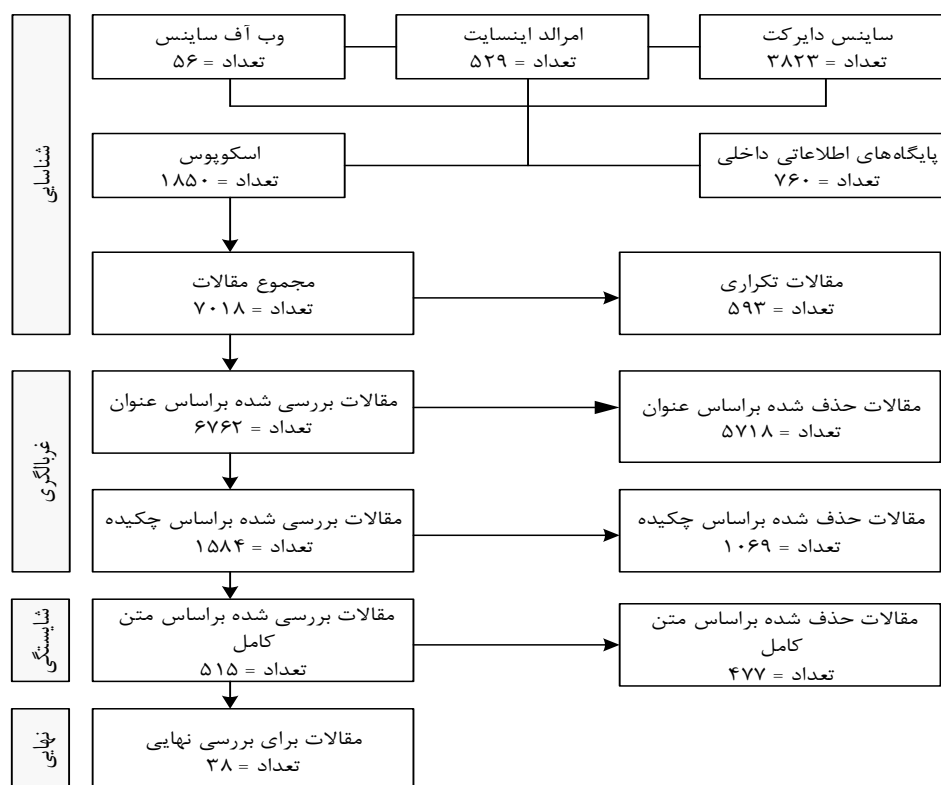 ساینس دایرکت
تعداد = ۳۸۲۳
امرالد اینسایت
تعداد = ۵۲۹
وب آف ساینس
تعداد = ۵۶
شناسایی
پایگاه‌های اطلاعاتی داخلی
تعداد = ۷۶۰
اسکوپوس
تعداد = ۱۸۵۰
مجموع مقالات
تعداد = ۷۰۱۸
مقالات تکراری
تعداد = ۵۹۳
غربالگری
مقالات بررسی شده براساس عنوان
تعداد = ۶۷۶۲
مقالات حذف شده براساس عنوان
تعداد = ۵۷۱۸
مقالات بررسی شده براساس چکیده
تعداد = ۱۵۸۴
مقالات حذف شده براساس چکیده
تعداد = ۱۰۶۹
شایستگی
مقالات بررسی شده براساس متن
کامل
تعداد = ۵۱۵
مقالات حذف شده براساس متن
کامل
تعداد = ۴۷۷
نهایی
مقالات برای بررسی نهایی
تعداد = ۳۸